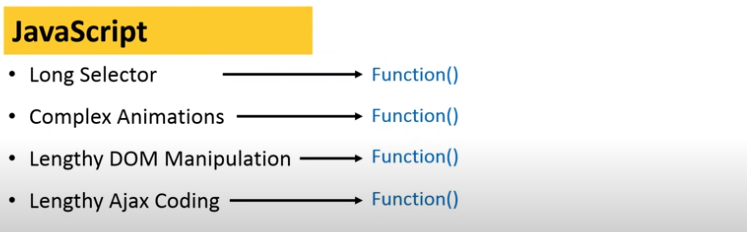 JavaScript
• Long Selector Function()
• Complex Animations Function()
• Lengthy DOM Manipulation Function()
• Lengthy Ajax Coding Function()